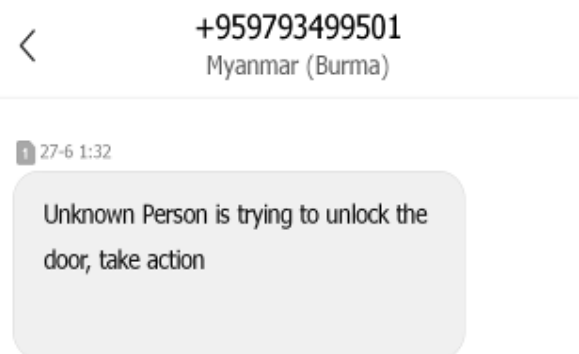 +959793499501
Myanmar (Burma)
1 27-6 1:32
Unknown Person is trying to unlock the
door, take action